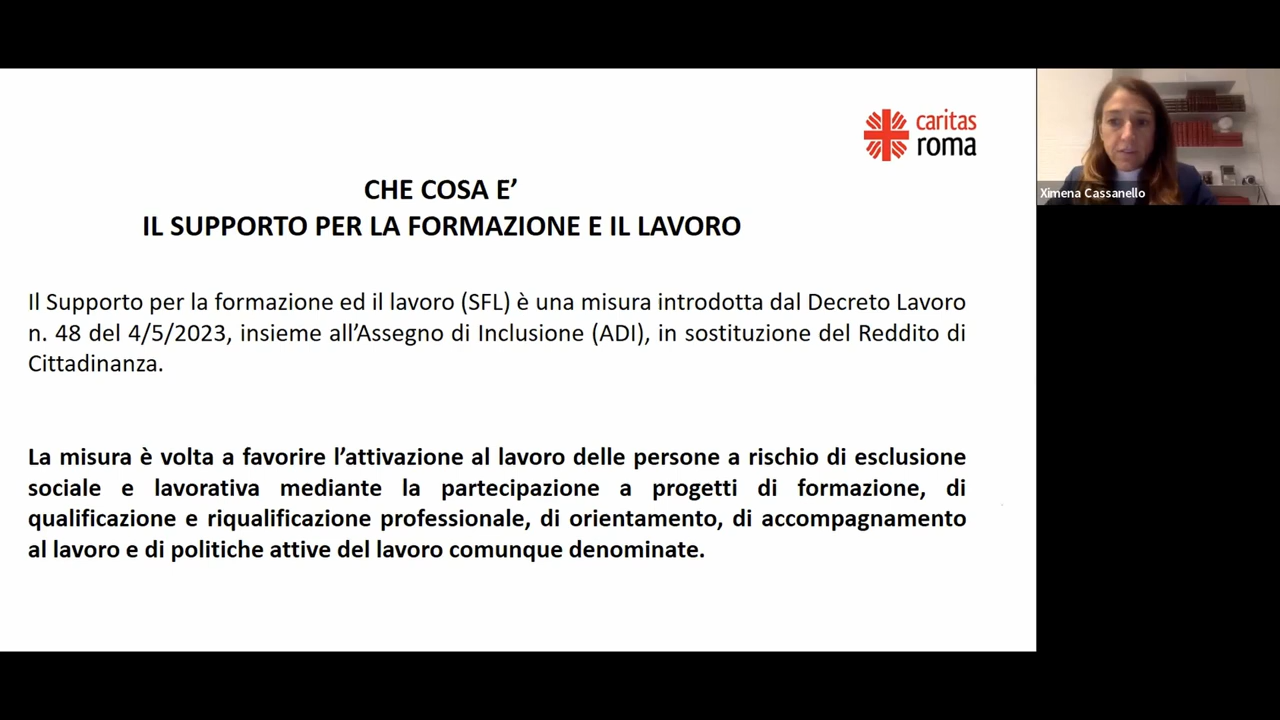 caritas
roma
CHE COSA E’
IL SUPPORTO PER LA FORMAZIONE E IL LAVORO
Il Supporto per la formazione ed il lavoro (SFL) è una misura introdotta dal Decreto Lavoro
n. 48 del 4/5/2023, insieme all’Assegno di Inclusione (ADI), in sostituzione del Reddito di
Cittadinanza.
La misura è volta a favorire l’attivazione al lavoro delle persone a rischio di esclusione
sociale e lavorativa mediante la partecipazione a progetti di formazione, di
qualificazione e riqualificazione professionale, di orientamento, di accompagnamento
al lavoro e di politiche attive del lavoro comunque denominate.
Ximena Cassanello